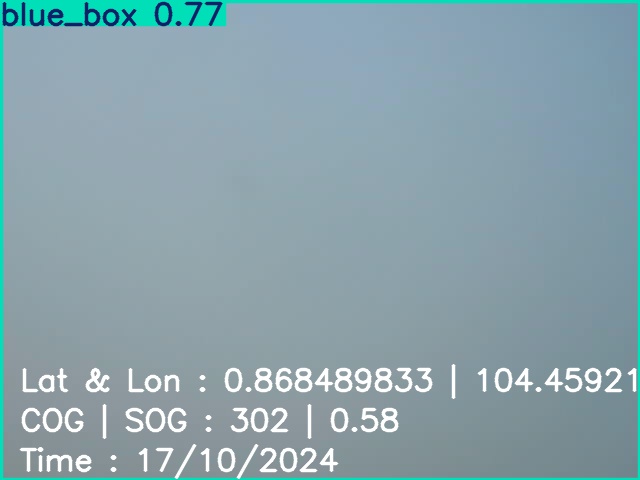 blue_box 0.77
Lat & Lon : 0.868489833 | 104.45921
COG | SOG : 302 | 0.58
Time : 17/10/2024